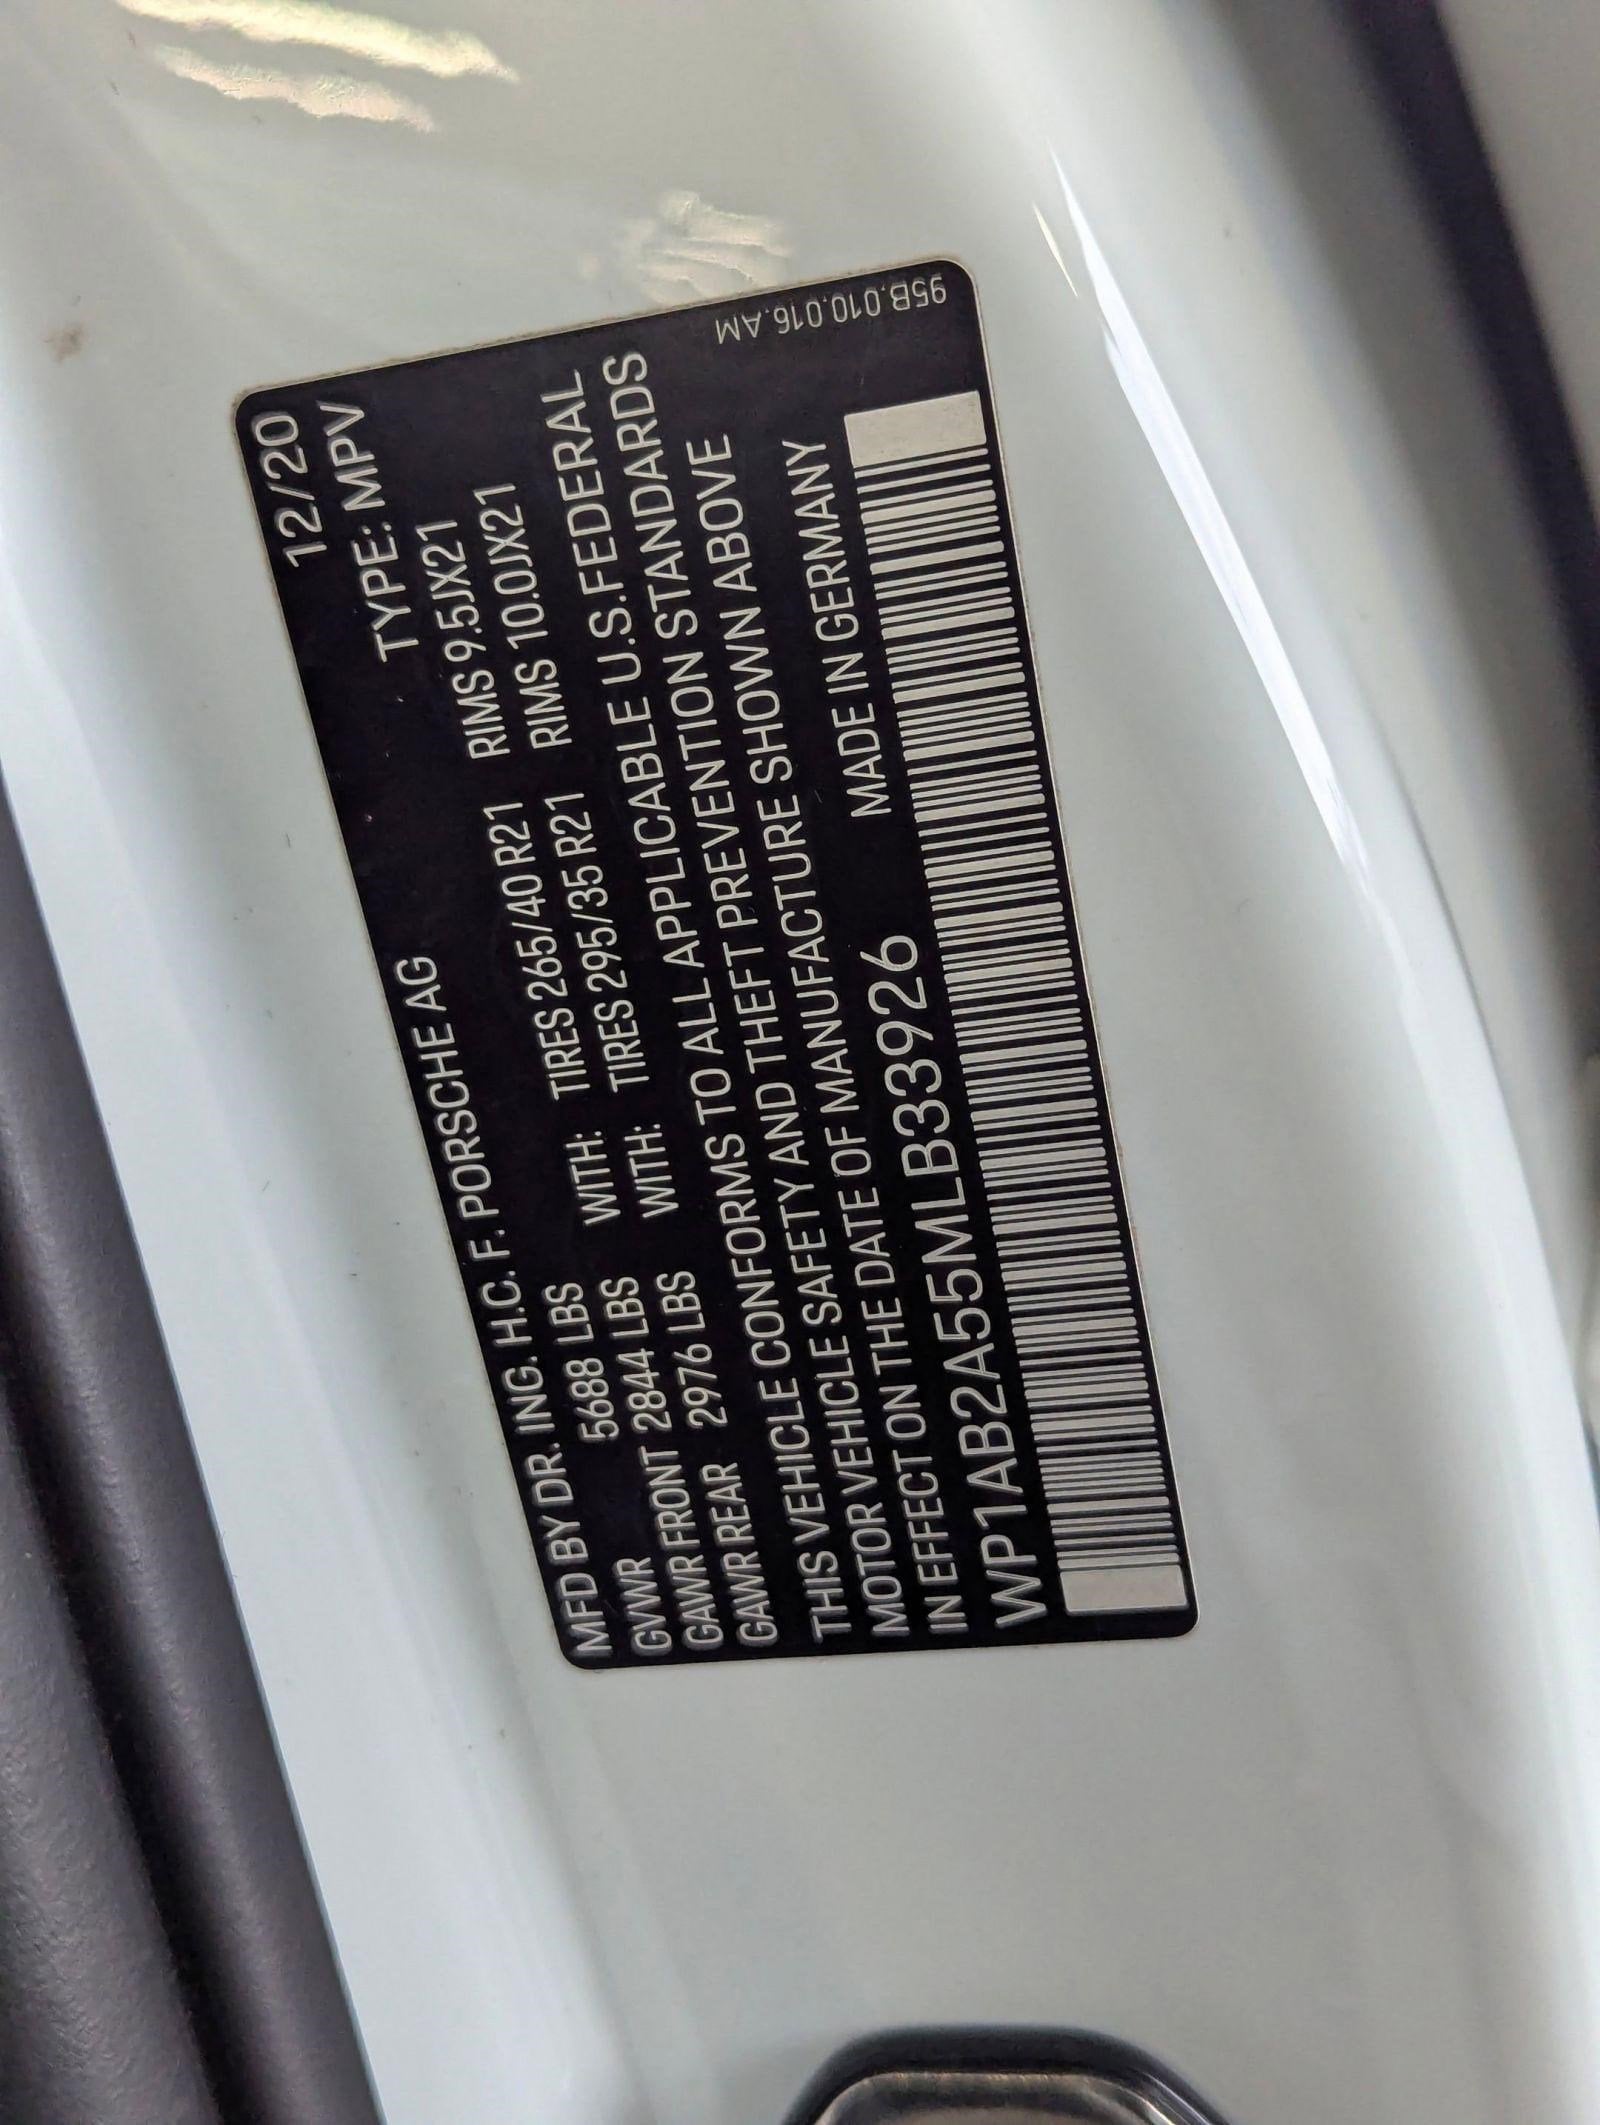 MFD BY DR. ING. H.C. F. PORSCHE AG 12/20
TYPE: MPV
GVWR 5688 LBS
GAWR FRONT 2844 LBS WITH: TIRES 265/40 R21 RIMS 9.5JX21
GAWR REAR 2976 LBS WITH: TIRES 295/35 R21 RIMS 10.0JX21
THIS VEHICLE CONFORMS TO ALL APPLICABLE U.S.FEDERAL
MOTOR VEHICLE SAFETY AND THEFT PREVENTION STANDARDS
IN EFFECT ON THE DATE OF MANUFACTURE SHOWN ABOVE
WP1AB2A55MLB33926 MADE IN GERMANY
95B.010.016.AM